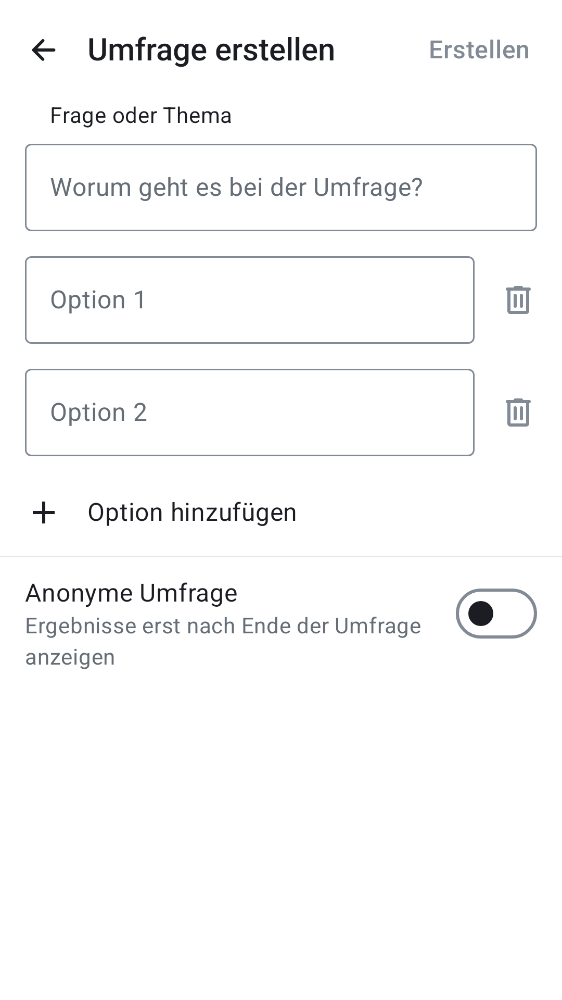 Umfrage erstellen
Erstellen
Frage oder Thema
Worum geht es bei der Umfrage?
Option 1
Option 2
Option hinzufügen
Anonyme Umfrage
Ergebnisse erst nach Ende der Umfrage
anzeigen